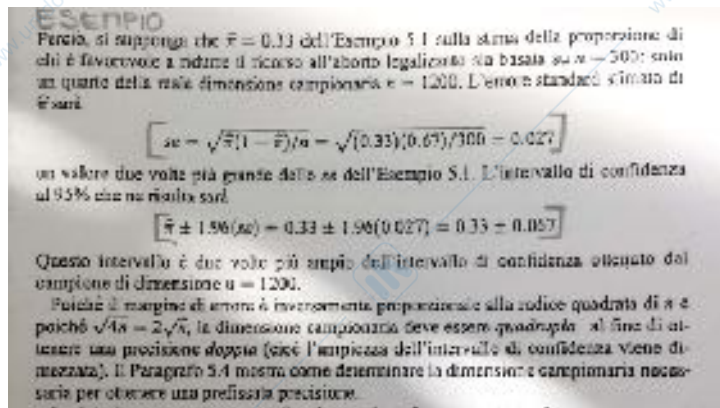 ESEMPIO
Perciò, si supponga che π̂ = 0.33 dell'Esempio 5.1 sulla stima della proporzione di
chi è favorevole a ridurre il ricorso all'aborto legalizzato sia basata su n = 300: solo
un quarto della reale dimensione campionaria n = 1200. L'errore standard stimato di
π̂ sarà
se = √π̂(1 − π̂)/n = √(0.33)(0.67)/300 = 0.027
un valore due volte più grande dello se dell'Esempio 5.1. L'intervallo di confidenza
al 95% che ne risulta sarà
π̂ ± 1.96(se) = 0.33 ± 1.96(0.027) = 0.33 ± 0.057
Questo intervallo è due volte più ampio dell'intervallo di confidenza ottenuto dal
campione di dimensione n = 1200.
Poiché il margine di errore è inversamente proporzionale alla radice quadrata di n e
poiché √4n = 2√n, la dimensione campionaria deve essere quadrupla al fine di ot-
tenere una precisione doppia (cioè l'ampiezza dell'intervallo di confidenza viene di-
mezzata). Il Paragrafo 5.4 mostra come determinare la dimensione campionaria neces-
saria per ottenere una prefissata precisione.